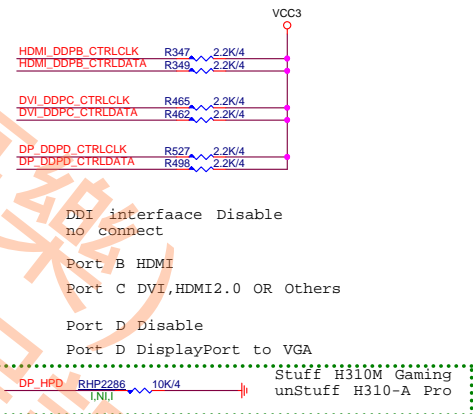 VCC3
HDMI_DDPB_CTRLCLK R347 2.2K/4
HDMI_DDPB_CTRLDATA R349 2.2K/4
DVI_DDPC_CTRLCLK R465 2.2K/4
DVI_DDPC_CTRLDATA R462 2.2K/4
DP_DDPD_CTRLCLK R527 2.2K/4
DP_DDPD_CTRLDATA R498 2.2K/4
DDI interfaace Disable
no connect
Port B HDMI
Port C DVI,HDMI2.0 OR Others
Port D Disable
Port D DisplayPort to VGA
Stuff H310M Gaming
DP_HPD RHP2286 10K/4 unStuff H310-A Pro
I,NI,I